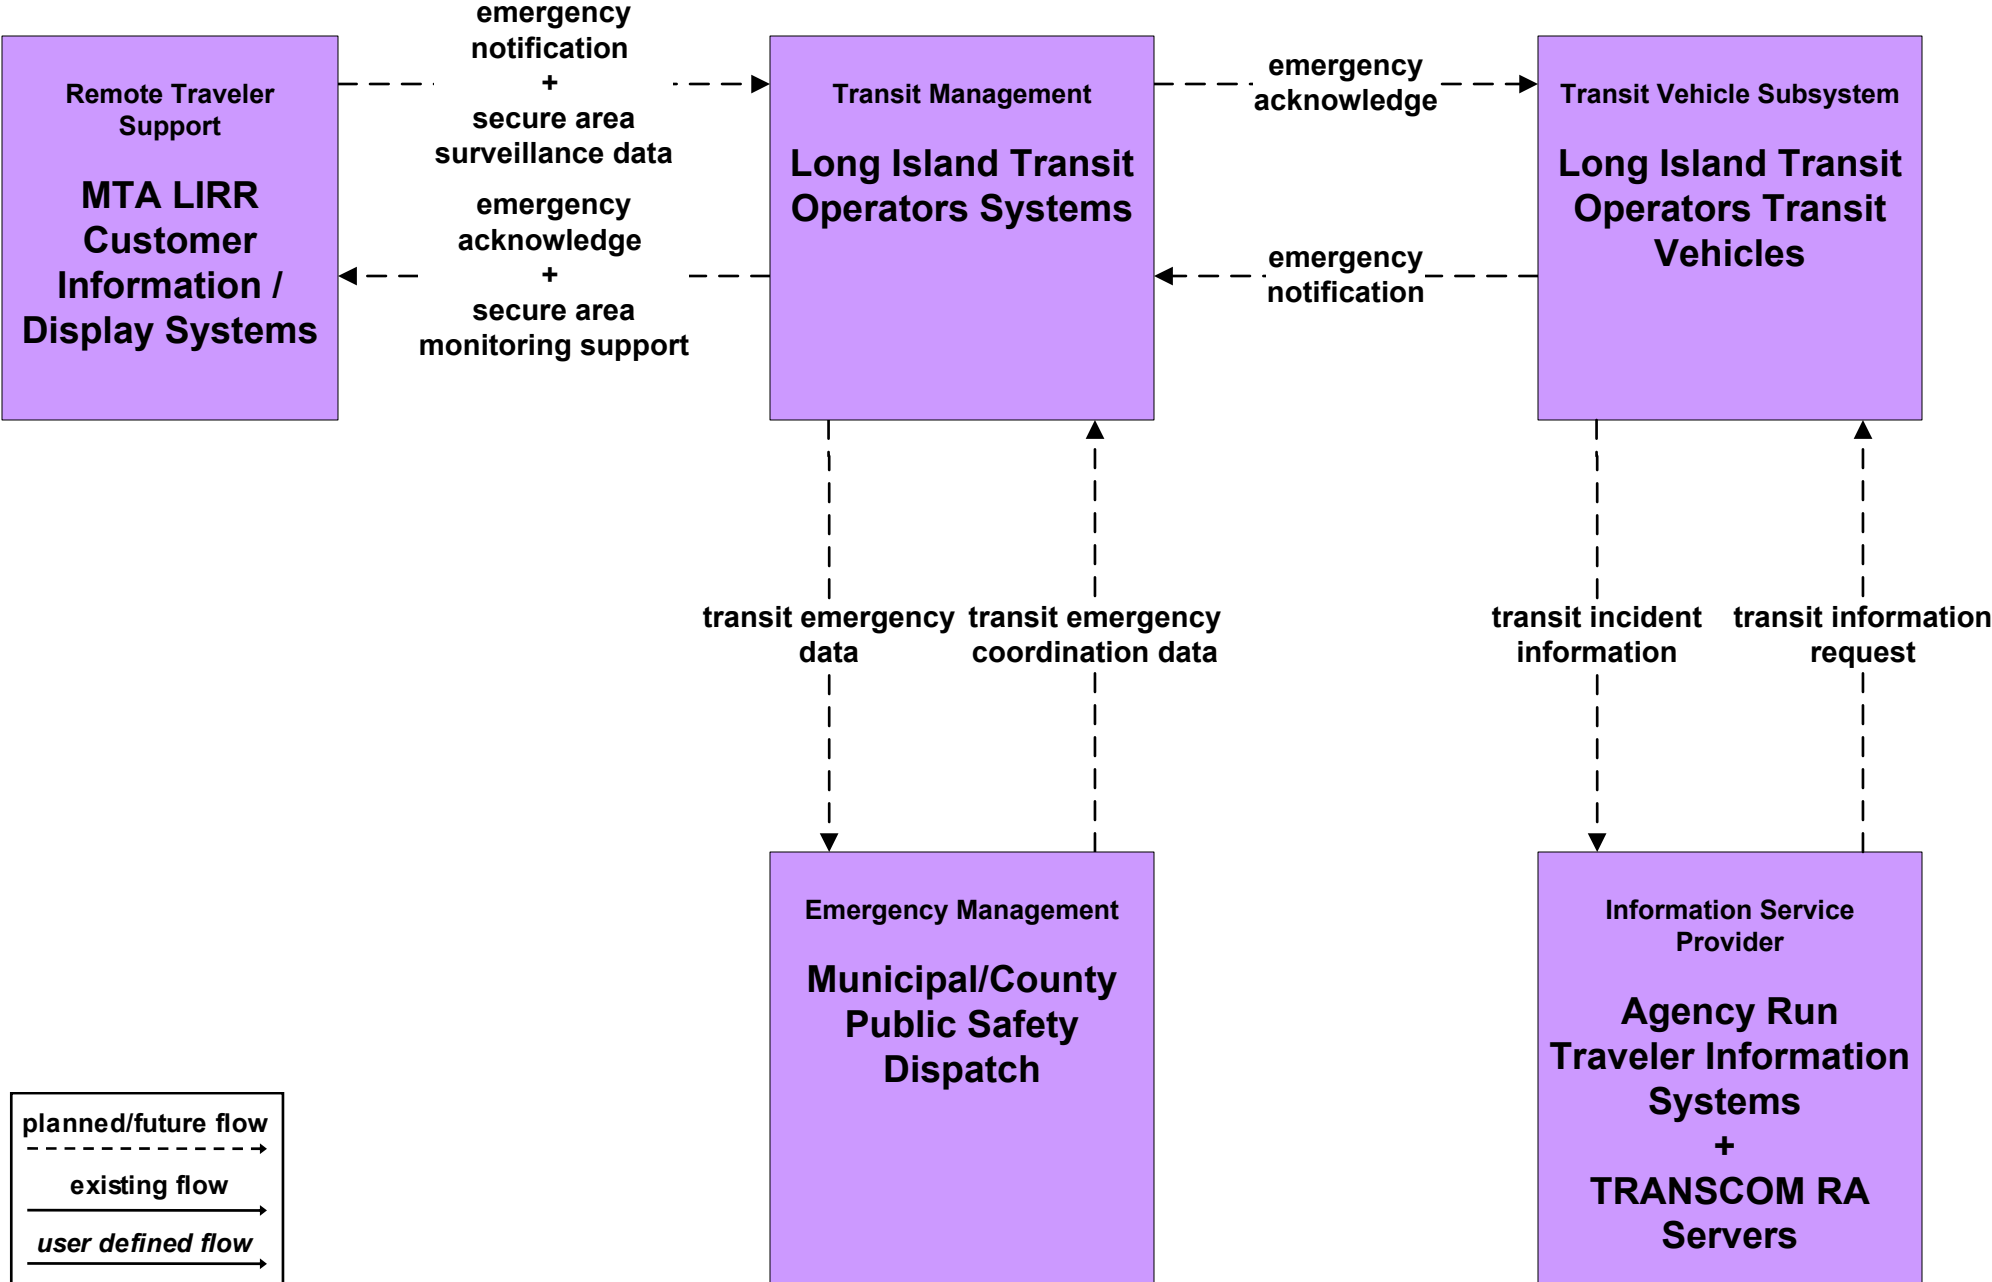 emergency
notification
+
secure area
surveillance data
emergency
acknowledge
+
secure area
monitoring support
Remote Traveler
Support
MTA LIRR
Customer
Information /
Display Systems
Transit Management
Long Island Transit
Operators Systems
emergency
acknowledge
emergency
notification
Transit Vehicle Subsystem
Long Island Transit
Operators Transit
Vehicles
transit emergency
data
transit emergency
coordination data
transit incident
information
transit information
request
Emergency Management
Municipal/County
Public Safety
Dispatch
Information Service
Provider
Agency Run
Traveler Information
Systems
+
TRANSCOM RA
Servers
planned/future flow
existing flow
user defined flow